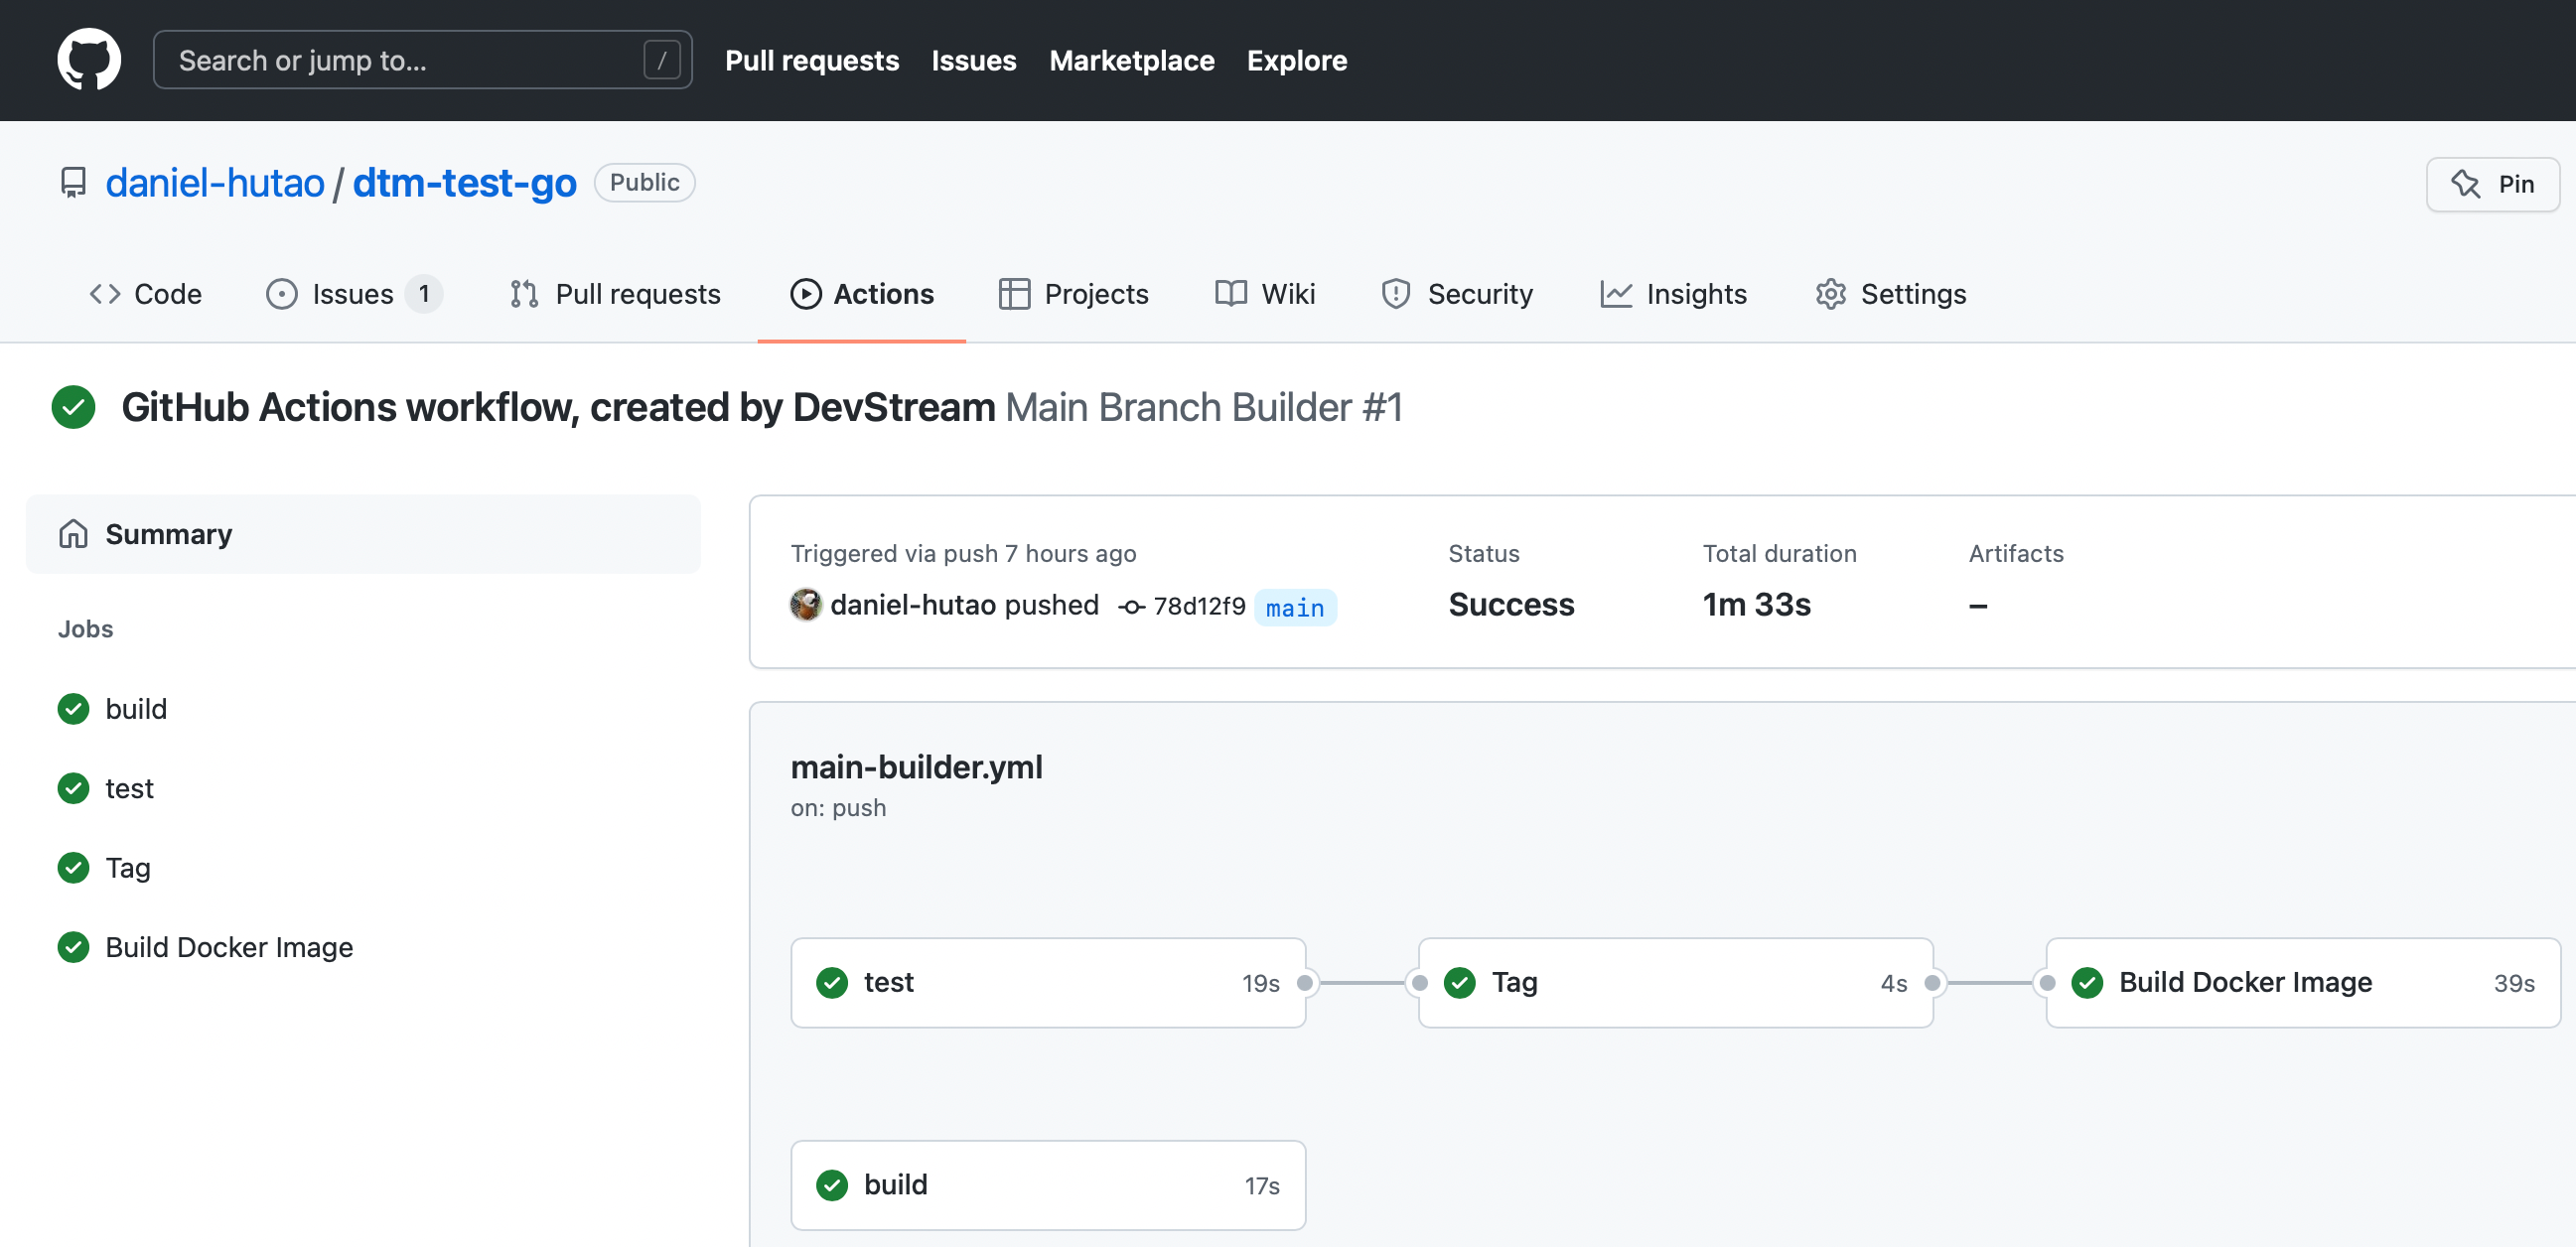 Search or jump to... / Pull requests Issues Marketplace Explore
daniel-hutao / dtm-test-go Public Pin
Code Issues 1 Pull requests Actions Projects Wiki Security Insights Settings
GitHub Actions workflow, created by DevStream Main Branch Builder #1
Summary
Jobs
build
test
Tag
Build Docker Image
Triggered via push 7 hours ago Status Total duration Artifacts
daniel-hutao pushed 78d12f9 main Success 1m 33s –
main-builder.yml
on: push
test 19s Tag 4s Build Docker Image 39s
build 17s